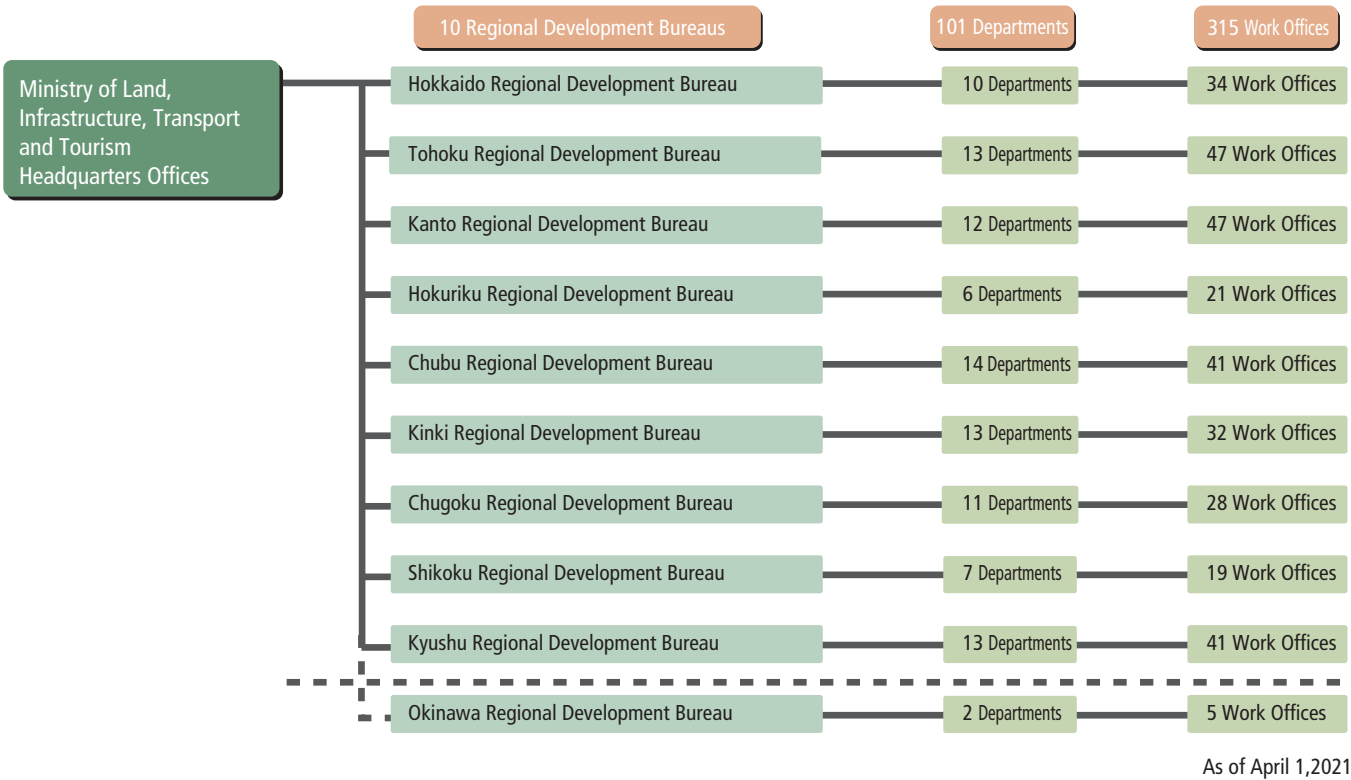 10 Regional Development Bureaus
101 Departments
315 Work Offices
Ministry of Land,
Infrastructure, Transport
and Tourism
Headquarters Offices
Hokkaido Regional Development Bureau
10 Departments
34 Work Offices
Tohoku Regional Development Bureau
13 Departments
47 Work Offices
Kanto Regional Development Bureau
12 Departments
47 Work Offices
Hokuriku Regional Development Bureau
6 Departments
21 Work Offices
Chubu Regional Development Bureau
14 Departments
41 Work Offices
Kinki Regional Development Bureau
13 Departments
32 Work Offices
Chugoku Regional Development Bureau
11 Departments
28 Work Offices
Shikoku Regional Development Bureau
7 Departments
19 Work Offices
Kyushu Regional Development Bureau
13 Departments
41 Work Offices
Okinawa Regional Development Bureau
2 Departments
5 Work Offices
As of April 1,2021